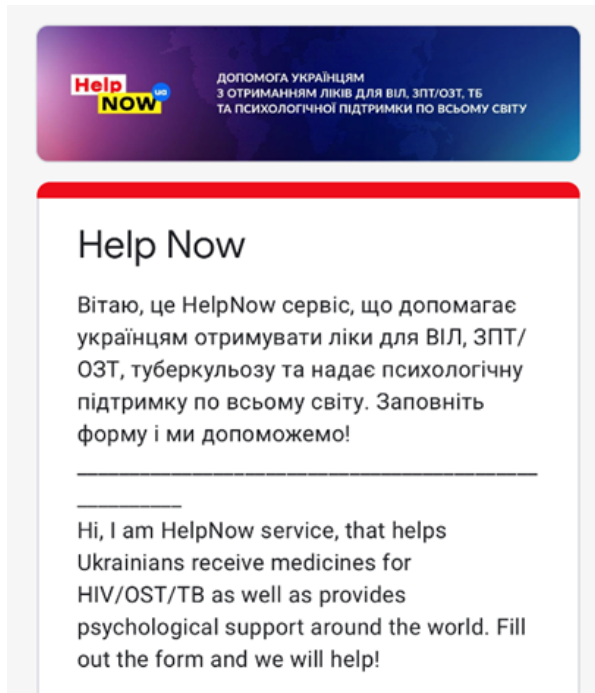 Help
NOW ua
ДОПОМОГА УКРАЇНЦЯМ
З ОТРИМАННЯМ ЛІКІВ ДЛЯ ВІЛ, ЗПТ/ОЗТ, ТБ
ТА ПСИХОЛОГІЧНОЇ ПІДТРИМКИ ПО ВСЬОМУ СВІТУ
Help Now
Вітаю, це HelpNow сервіс, що допомагає
українцям отримувати ліки для ВІЛ, ЗПТ/
ОЗТ, туберкульозу та надає психологічну
підтримку по всьому світу. Заповніть
форму і ми допоможемо!
Hi, I am HelpNow service, that helps
Ukrainians receive medicines for
HIV/OST/TB as well as provides
psychological support around the world. Fill
out the form and we will help!